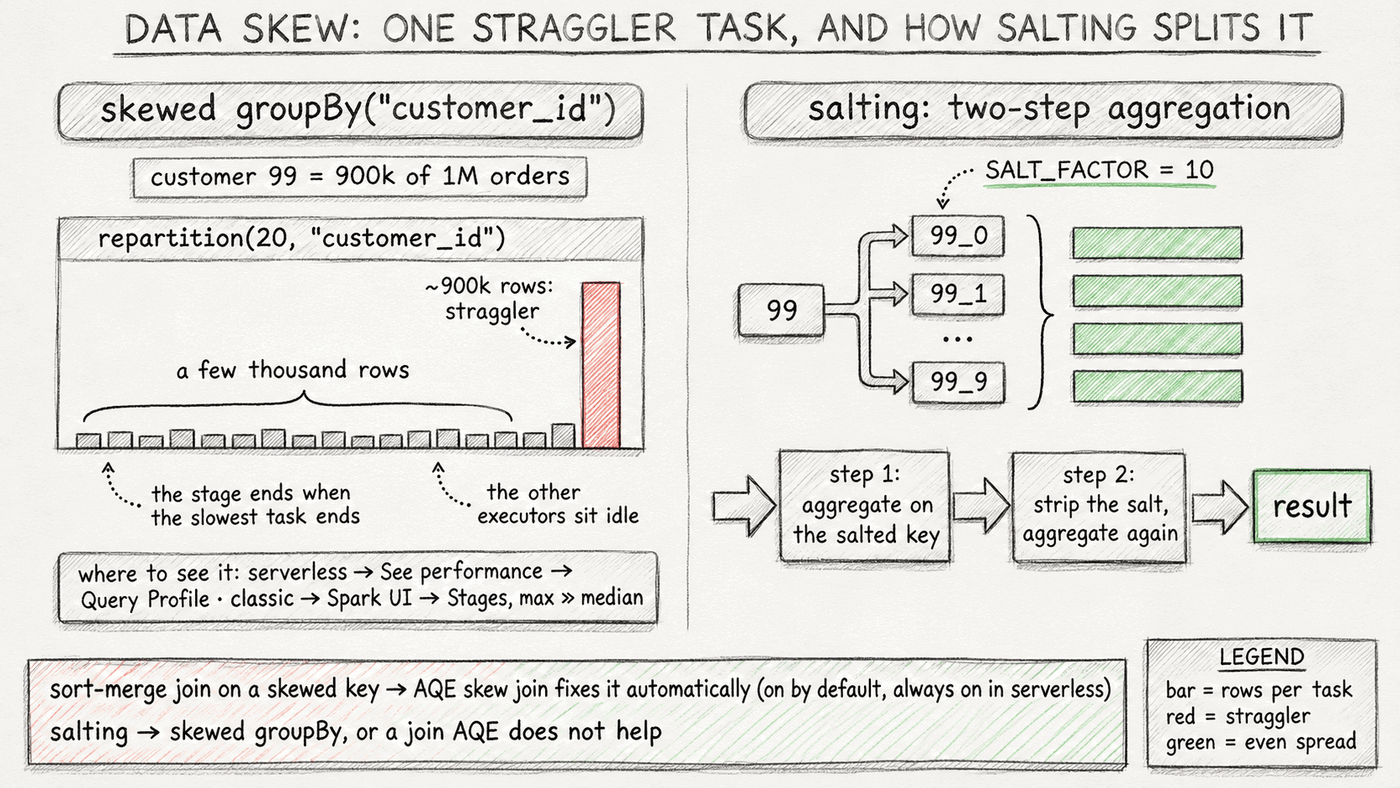 DATA SKEW: ONE STRAGGLER TASK, AND HOW SALTING SPLITS IT
skewed groupBy("customer_id")
customer 99 = 900k of 1M orders
repartition(20, "customer_id")
~900k rows:
straggler
a few thousand rows
the stage ends when
the slowest task ends
the other
executors sit idle
where to see it: serverless → See performance →
Query Profile · classic → Spark UI → Stages, max » median
salting: two-step aggregation
SALT_FACTOR = 10
99
99_0
99_1
...
99_9
step 1:
aggregate on
the salted key
step 2:
strip the salt,
aggregate again
result
sort-merge join on a skewed key → AQE skew join fixes it automatically (on by default, always on in serverless)
salting → skewed groupBy, or a join AQE does not help
LEGEND
bar = rows per task
red = straggler
green = even spread